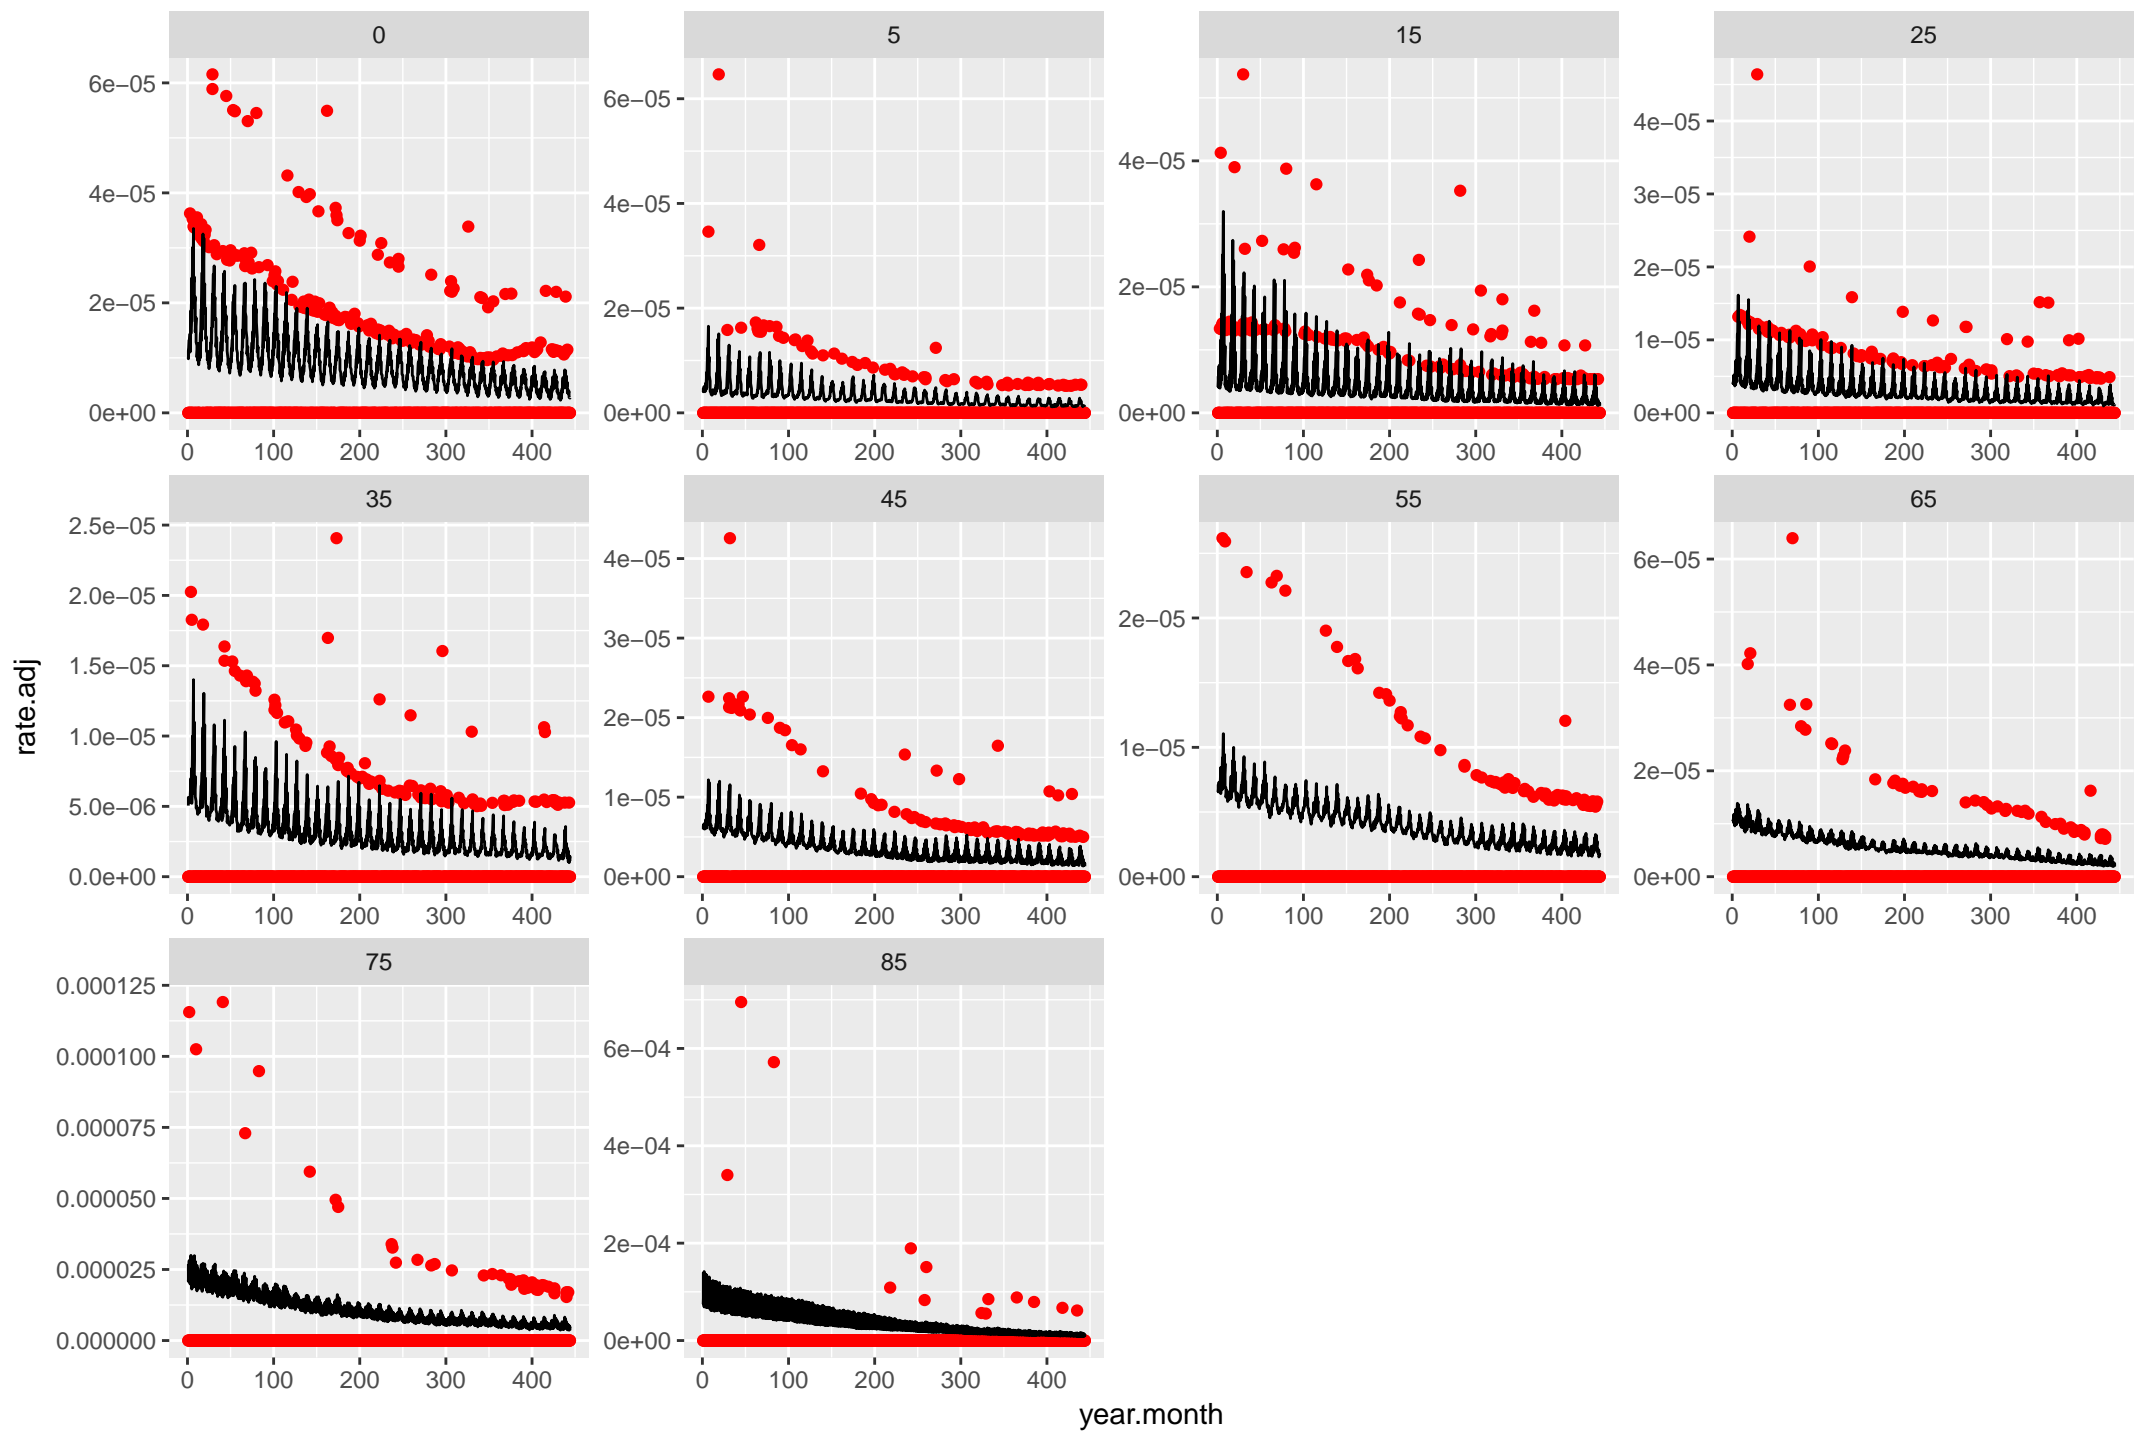 0 5 15 25
6e−05
4e−05
2e−05
0e+00
0 100 200 300 400
6e−05
4e−05
2e−05
0e+00
0 100 200 300 400
4e−05
2e−05
0e+00
0 100 200 300 400
4e−05
3e−05
2e−05
1e−05
0e+00
0 100 200 300 400
35 45 55 65
2.5e−05
2.0e−05
1.5e−05
1.0e−05
5.0e−06
0.0e+00
0 100 200 300 400
4e−05
3e−05
2e−05
1e−05
0e+00
0 100 200 300 400
2e−05
1e−05
0e+00
0 100 200 300 400
6e−05
4e−05
2e−05
0e+00
0 100 200 300 400
75 85
0.000125
0.000100
0.000075
0.000050
0.000025
0.000000
0 100 200 300 400
6e−04
4e−04
2e−04
0e+00
0 100 200 300 400
rate.adj
year.month